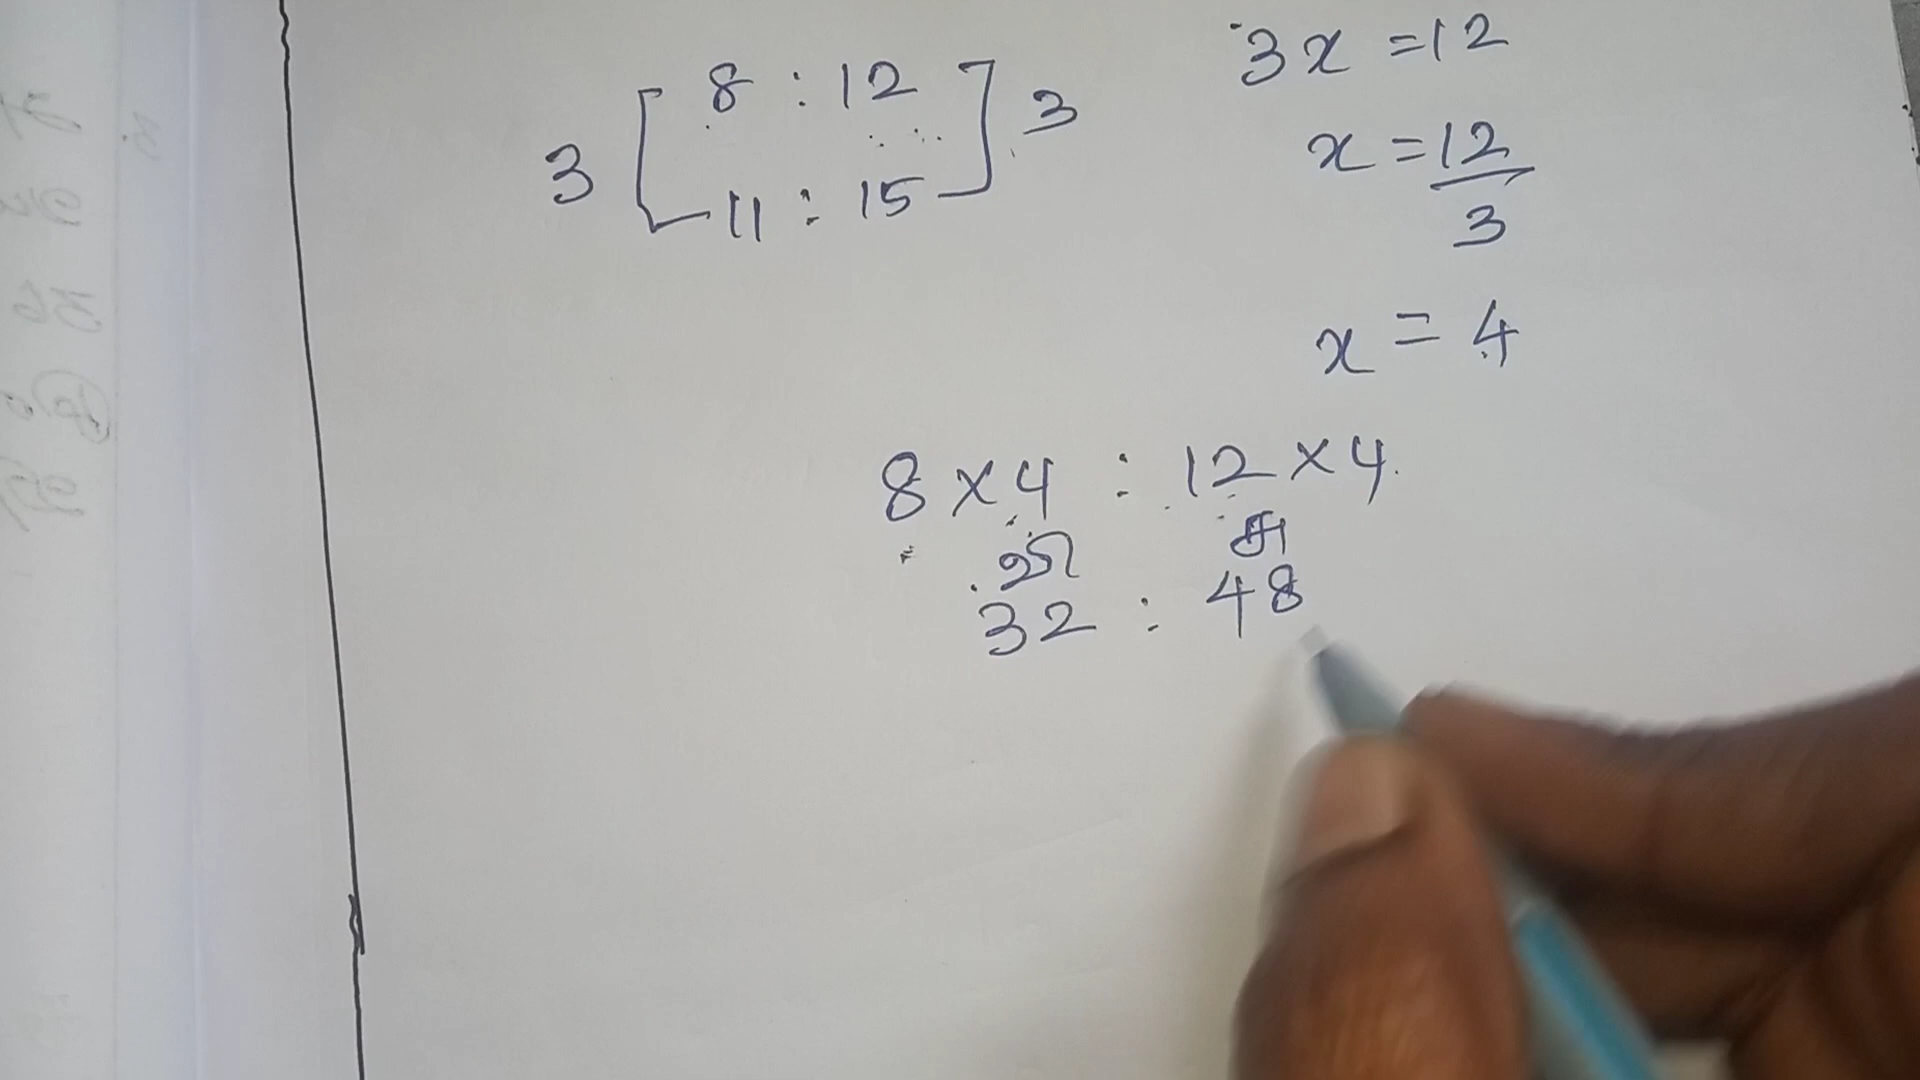 8 : 12
3 [ ] 3
11 : 15
3x = 12
x = 12
3
x = 4
8 × 4 : 12 × 4
32 : 48